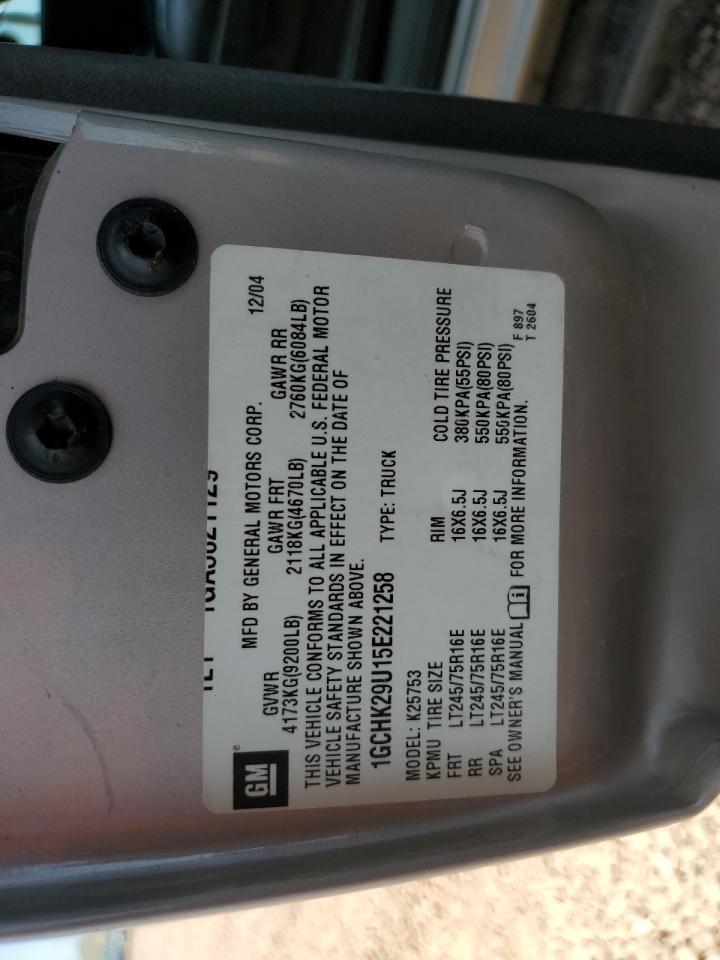 GM
MFD BY GENERAL MOTORS CORP. 12/04
GVWR GAWR FRT GAWR RR
4173KG(9200LB) 2118KG(4670LB) 2760KG(6084LB)
THIS VEHICLE CONFORMS TO ALL APPLICABLE U.S. FEDERAL MOTOR
VEHICLE SAFETY STANDARDS IN EFFECT ON THE DATE OF
MANUFACTURE SHOWN ABOVE.
1GCHK29U15E221258 TYPE: TRUCK
MODEL: K25753
KPMU TIRE SIZE RIM COLD TIRE PRESSURE
FRT LT245/75R16E 16X6.5J 380KPA(55PSI)
RR LT245/75R16E 16X6.5J 550KPA(80PSI)
SPA LT245/75R16E 16X6.5J 550KPA(80PSI)
SEE OWNER'S MANUAL FOR MORE INFORMATION.
F 897
T 2604